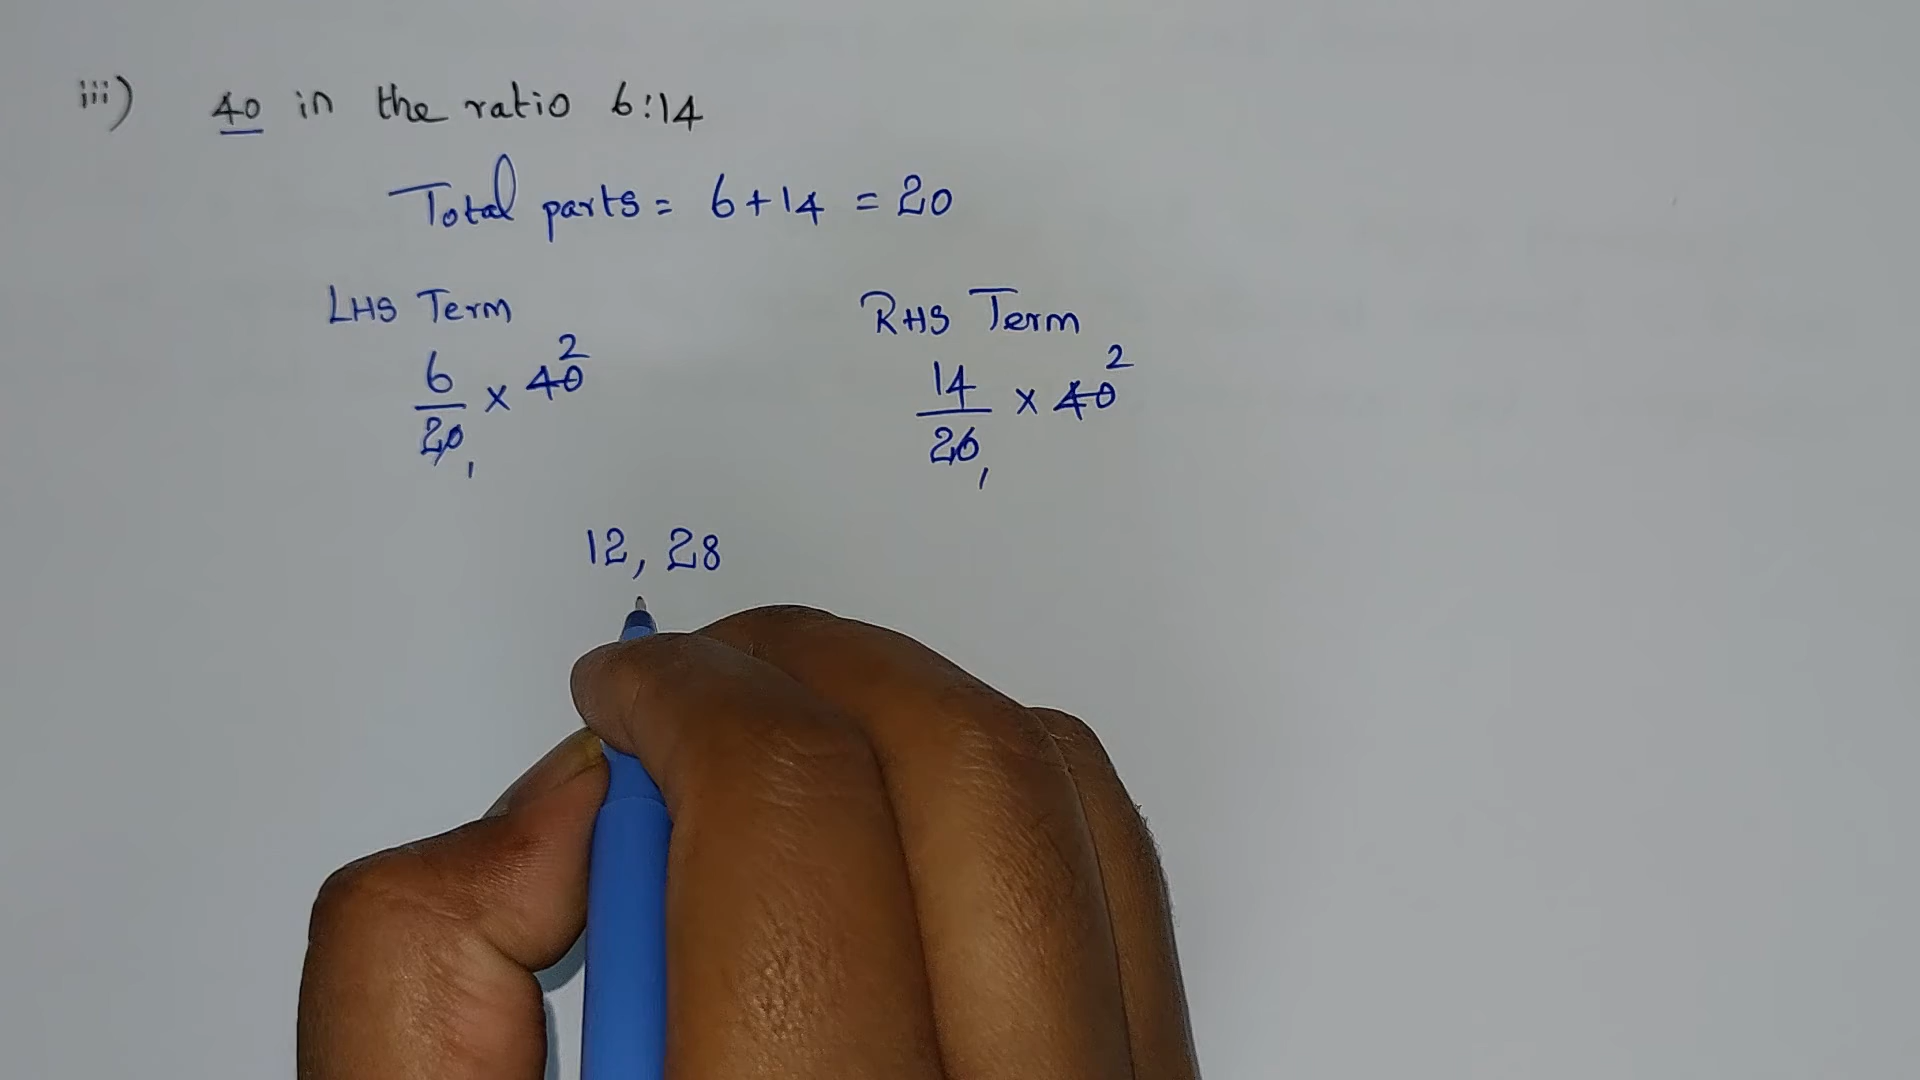 iii) 40 in the ratio 6:14
Total parts = 6+14 = 20
LHS Term
6/20 1 × 40 2
RHS Term
14/20 1 × 40 2
12, 28